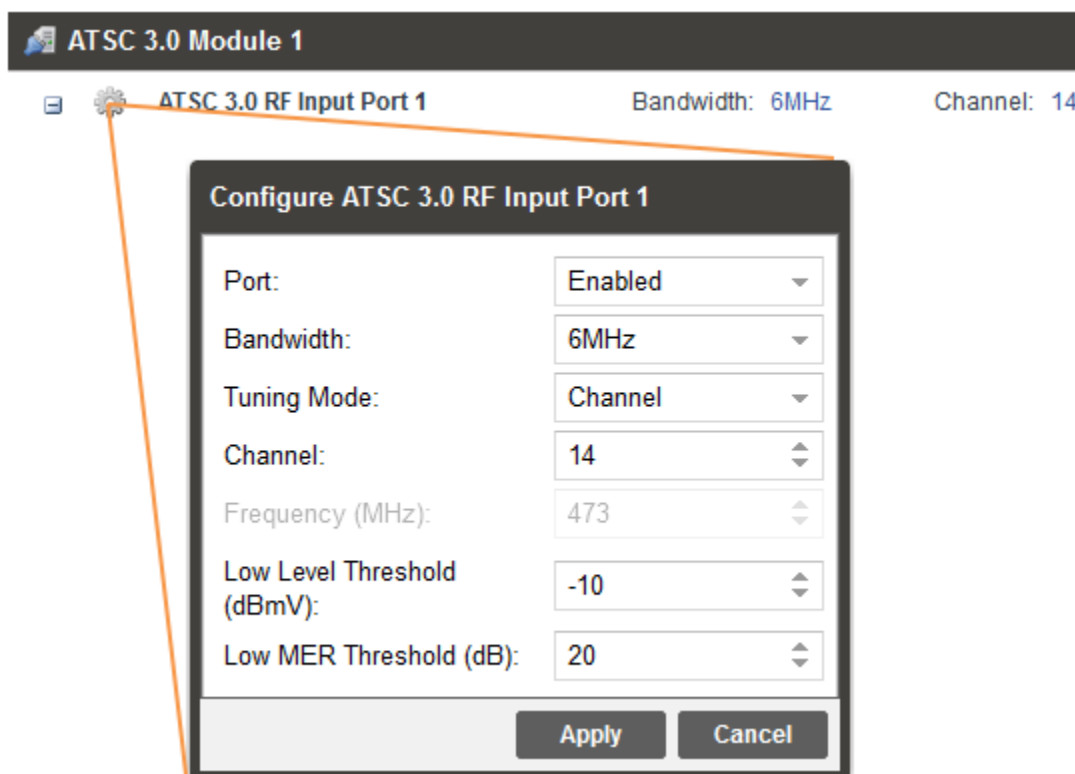 ATSC 3.0 Module 1
ATSC 3.0 RF Input Port 1 Bandwidth: 6MHz Channel: 14
Configure ATSC 3.0 RF Input Port 1
Port: Enabled
Bandwidth: 6MHz
Tuning Mode: Channel
Channel: 14
Frequency (MHz): 473
Low Level Threshold
(dBmV): -10
Low MER Threshold (dB): 20
Apply Cancel